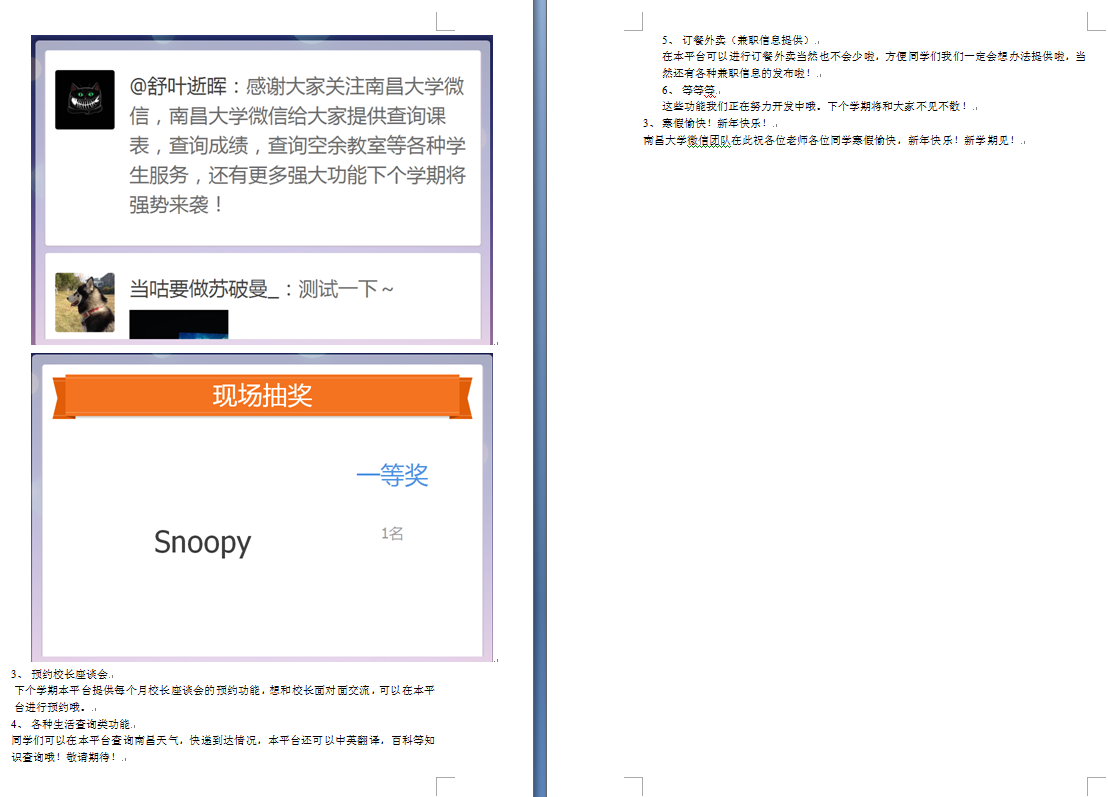 @舒叶逝晖：感谢大家关注南昌大学微
信，南昌大学微信给大家提供查询课
表，查询成绩，查询空余教室等各种学
生服务，还有更多强大功能下个学期将
强势来袭！
当咕要做苏破曼_：测试一下～
现场抽奖
一等奖
1名
Snoopy
3、 预约校长座谈会
下个学期本平台提供每个月校长座谈会的预约功能，想和校长面对面交流，可以在本平
台进行预约哦。
4、 各种生活查询类功能
同学们可以在本平台查询南昌天气，快递到达情况，本平台还可以中英翻译，百科等知
识查询哦！敬请期待！
5、 订餐外卖（兼职信息提供）
在本平台可以进行订餐外卖当然也不会少啦，方便同学们我们一定会想办法提供啦，当
然还有各种兼职信息的发布啦！
6、 等等等
这些功能我们正在努力开发中哦。下个学期将和大家不见不散！
3、 寒假愉快！新年快乐！
南昌大学微信团队在此祝各位老师各位同学寒假愉快，新年快乐！新学期见！